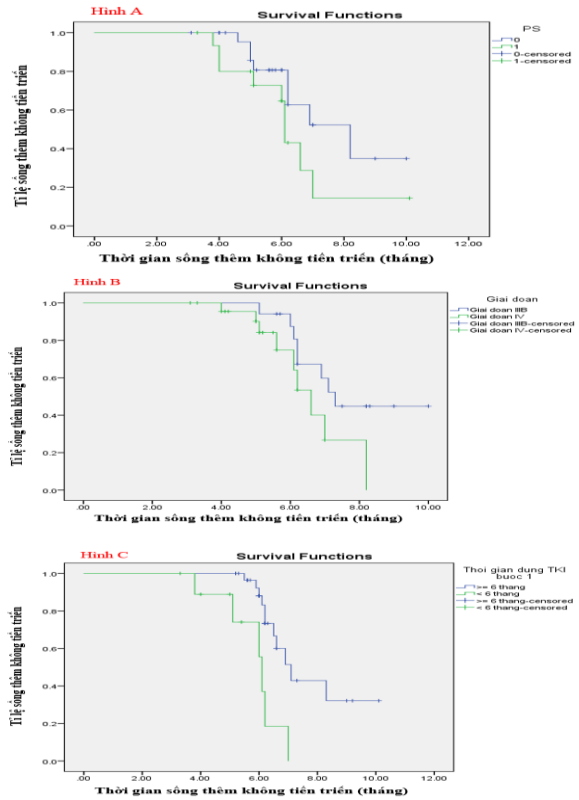 Hình A
Survival Functions
PS
0
1
0-censored
1-censored
Tỉ lệ sống thêm không tiến triển
1.0
0.8
0.6
0.4
0.2
0.0
.00 2.00 4.00 6.00 8.00 10.00 12.00
Thời gian sống thêm không tiến triển (tháng)
Hình B
Survival Functions
Giai doan
Giai doan IIIB
Giai doan IV
Giai doan IIIB-censored
Giai doan IV-censored
Tỉ lệ sống thêm không tiến triển
1.0
0.8
0.6
0.4
0.2
0.0
.00 2.00 4.00 6.00 8.00 10.00
Thời gian sống thêm không tiến triển (tháng)
Hình C
Survival Functions
Thoi gian dung TKI
buoc 1
>= 6 thang
< 6 thang
>= 6 thang-censored
< 6 thang-censored
Tỉ lệ sống thêm không tiến triển
1.0
0.8
0.6
0.4
0.2
0.0
.00 2.00 4.00 6.00 8.00 10.00 12.00
Thời gian sống thêm không tiến triển (tháng)